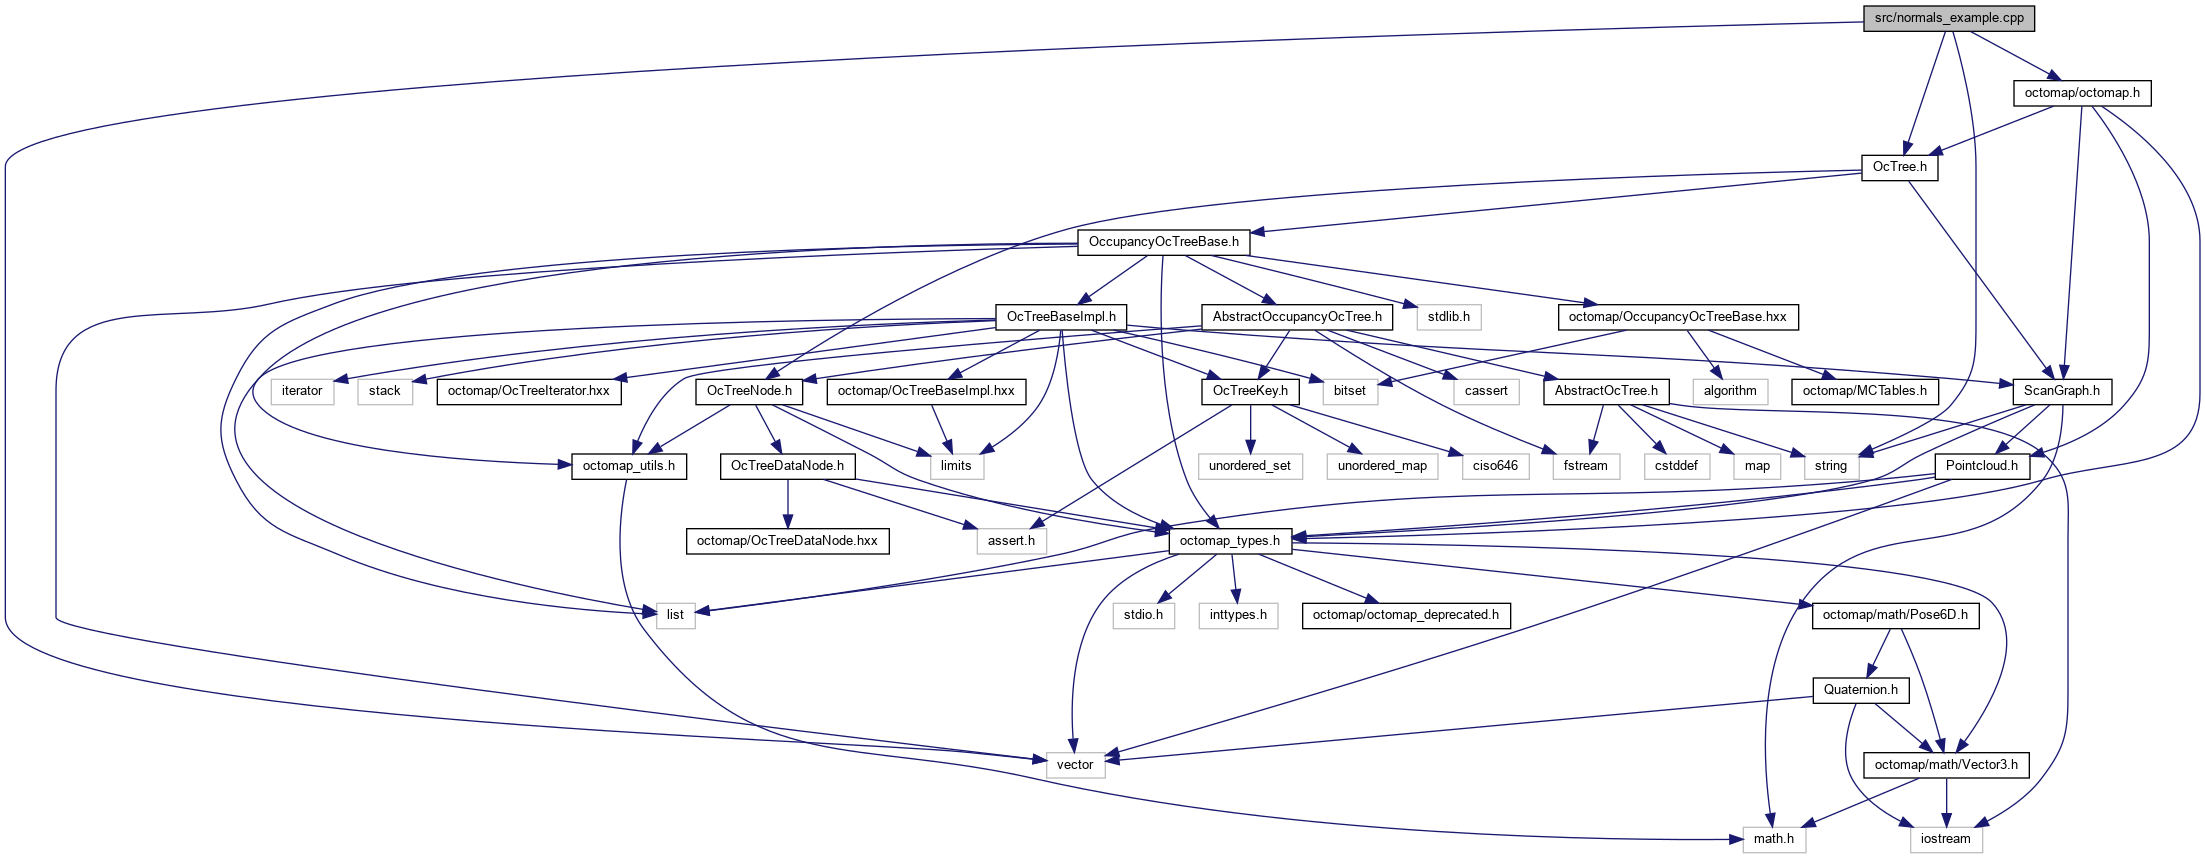 src/normals_example.cpp
octomap/octomap.h
OcTree.h
OccupancyOcTreeBase.h
OcTreeBaseImpl.h
AbstractOccupancyOcTree.h
stdlib.h
octomap/OccupancyOcTreeBase.hxx
iterator
stack
octomap/OcTreeIterator.hxx
OcTreeNode.h
octomap/OcTreeBaseImpl.hxx
OcTreeKey.h
bitset
cassert
AbstractOcTree.h
algorithm
octomap/MCTables.h
ScanGraph.h
octomap_utils.h
OcTreeDataNode.h
limits
unordered_set
unordered_map
ciso646
fstream
cstddef
map
string
Pointcloud.h
octomap/OcTreeDataNode.hxx
assert.h
octomap_types.h
list
stdio.h
inttypes.h
octomap/octomap_deprecated.h
octomap/math/Pose6D.h
Quaternion.h
vector
octomap/math/Vector3.h
math.h
iostream